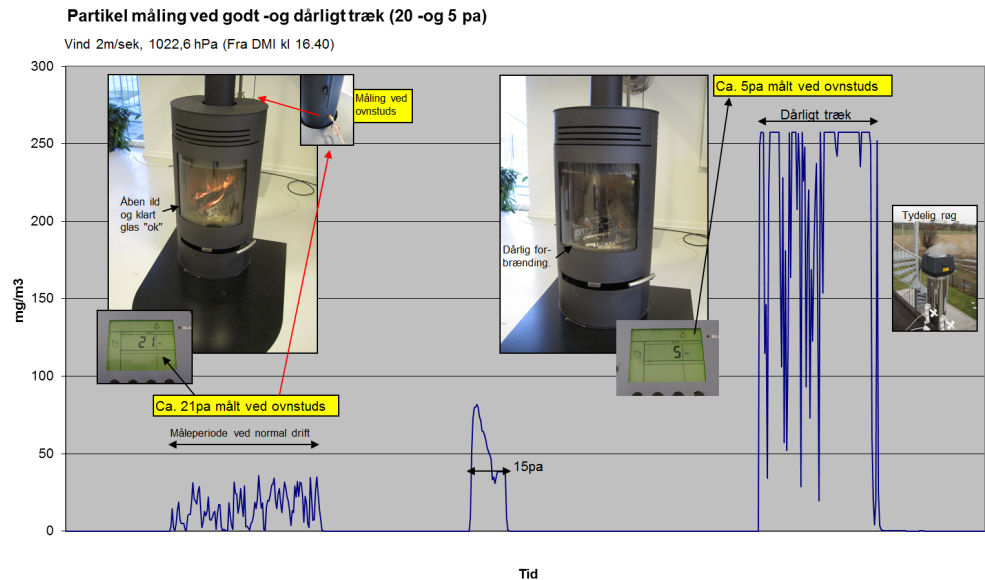 Partikel måling ved godt -og dårligt træk (20 -og 5 pa)
Vind 2m/sek, 1022,6 hPa (Fra DMI kl 16.40)
300
250
200
150
100
50
0
mg/m3
Måling ved
ovnstuds
Åben ild
og klart
glas "ok"
21
Ca. 21pa målt ved ovnstuds
Måleperiode ved normal drift
15pa
Dårlig for-
brænding.
5
Ca. 5pa målt ved ovnstuds
Dårligt træk
Tydelig røg
Tid